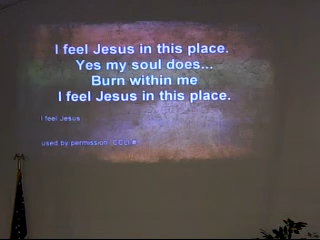 I feel Jesus in this place.
Yes my soul does...
Burn within me
I feel Jesus in this place.
I feel Jesus
used by permission CCLI #